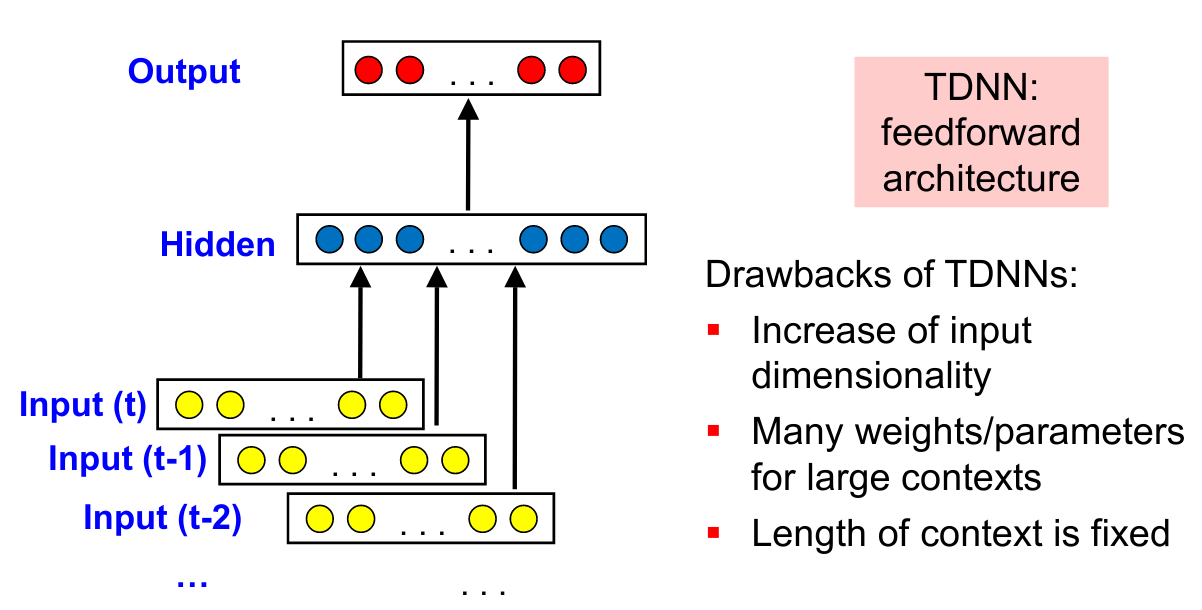 Output
. . .
TDNN:
feedforward
architecture
Hidden
. . .
Input (t)
. . .
Input (t-1)
. . .
Input (t-2)
. . .
...
. . .
Drawbacks of TDNNs:
▪ Increase of input
dimensionality
▪ Many weights/parameters
for large contexts
▪ Length of context is fixed